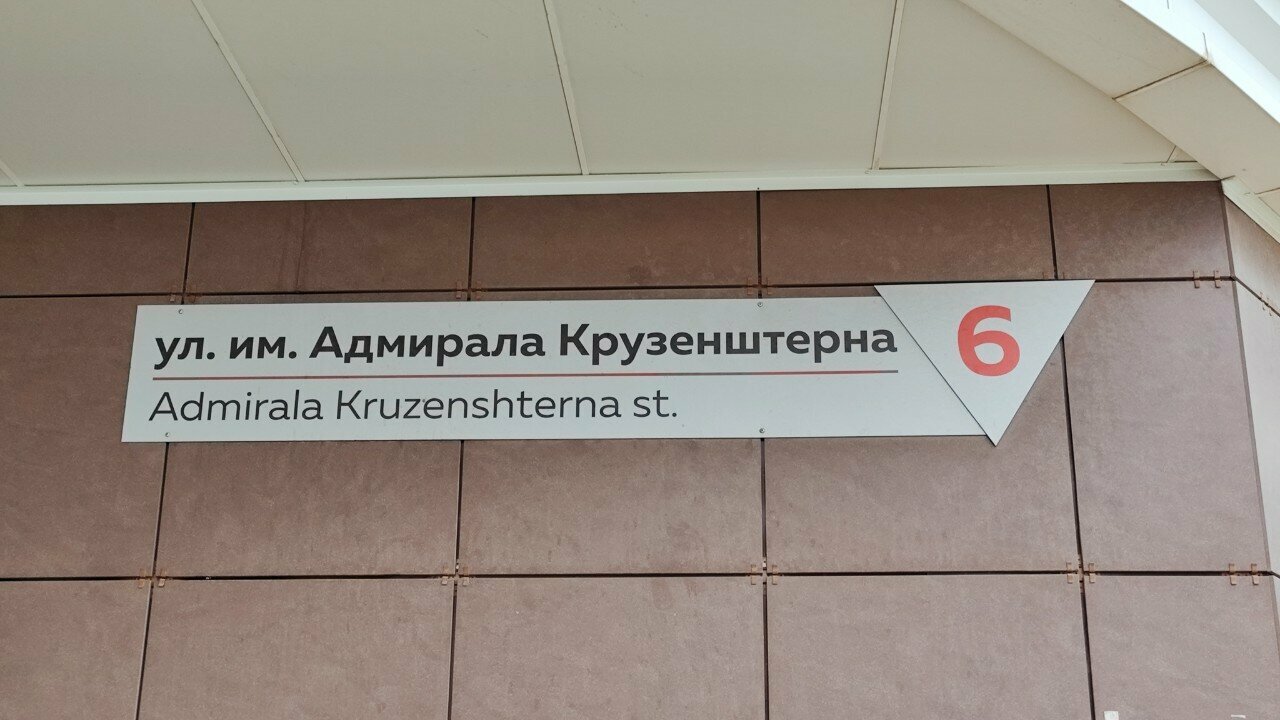 ул. им. Адмирала Крузенштерна
6
Admirala Kruzenshterna st.